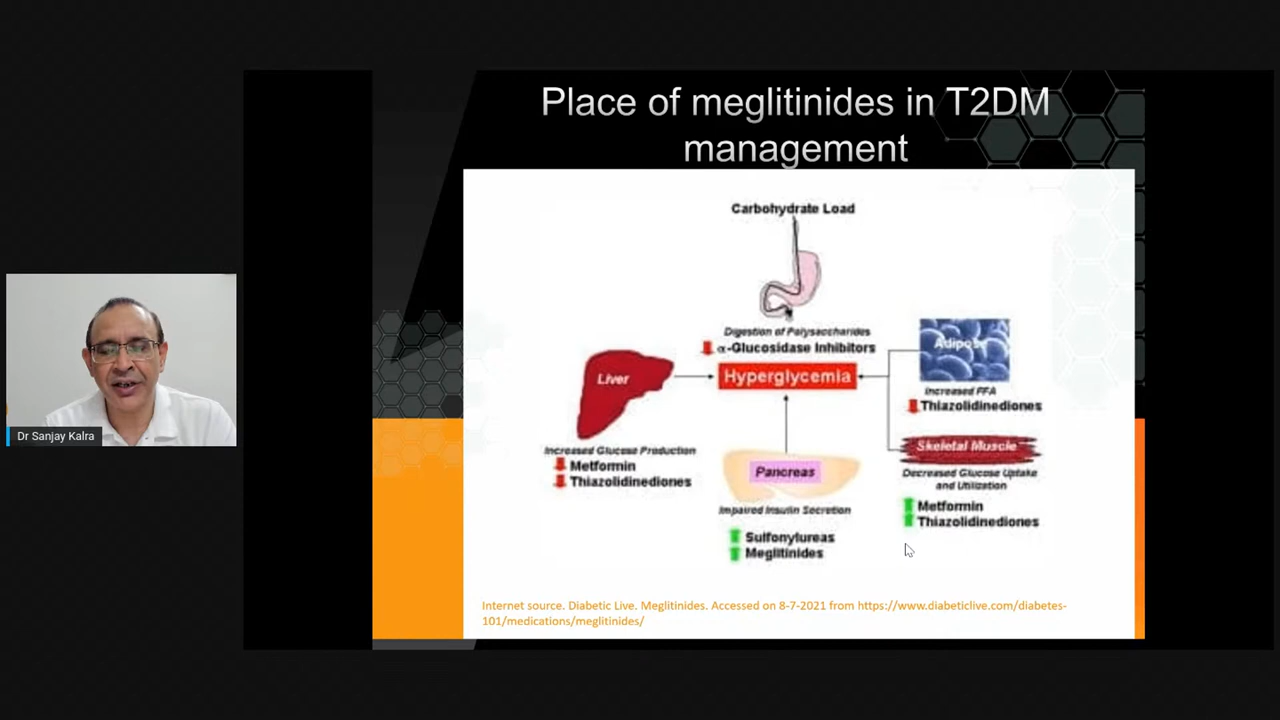 Place of meglitinides in T2DM
management
Carbohydrate Load
Digestion of Polysaccharides
α-Glucosidase Inhibitors
Liver
Hyperglycemia
Adipose
Increased FFA
Thiazolidinediones
Increased Glucose Production
Metformin
Thiazolidinediones
Pancreas
Impaired Insulin Secretion
Sulfonylureas
Meglitinides
Skeletal Muscle
Decreased Glucose Uptake
and Utilization
Metformin
Thiazolidinediones
Internet source. Diabetic Live. Meglitinides. Accessed on 8-7-2021 from https://www.diabeticlive.com/diabetes-
101/medications/meglitinides/
Dr Sanjay Kalra